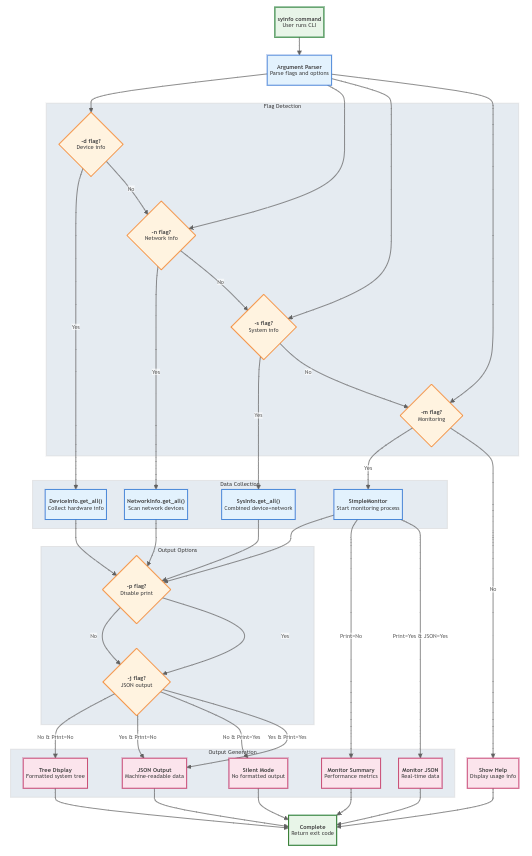 syinfo command
User runs CLI
Argument Parser
Parse flags and options
Flag Detection
-d flag?
Device info
No
-n flag?
Network info
No
-s flag?
System info
Yes
Yes
No
-m flag?
Monitoring
Yes
Yes
Data Collection
DeviceInfo.get_all()
Collect hardware info
NetworkInfo.get_all()
Scan network devices
SysInfo.get_all()
Combined device+network
SimpleMonitor
Start monitoring process
Output Options
-p flag?
Disable print
No
No
Yes
Print=No
Print=Yes & JSON=Yes
-j flag?
JSON output
No & Print=No
Yes & Print=No
No & Print=Yes
Yes & Print=Yes
Output Generation
Tree Display
Formatted system tree
JSON Output
Machine-readable data
Silent Mode
No formatted output
Monitor Summary
Performance metrics
Monitor JSON
Real-time data
Show Help
Display usage info
Complete
Return exit code